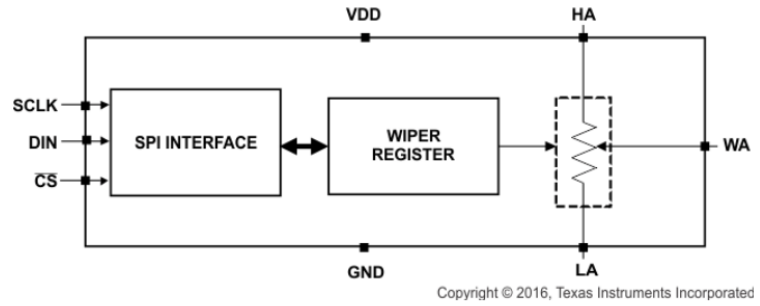 VDD
HA
SCLK
DIN
CS
SPI INTERFACE
WIPER
REGISTER
WA
GND
LA
Copyright © 2016, Texas Instruments Incorporated